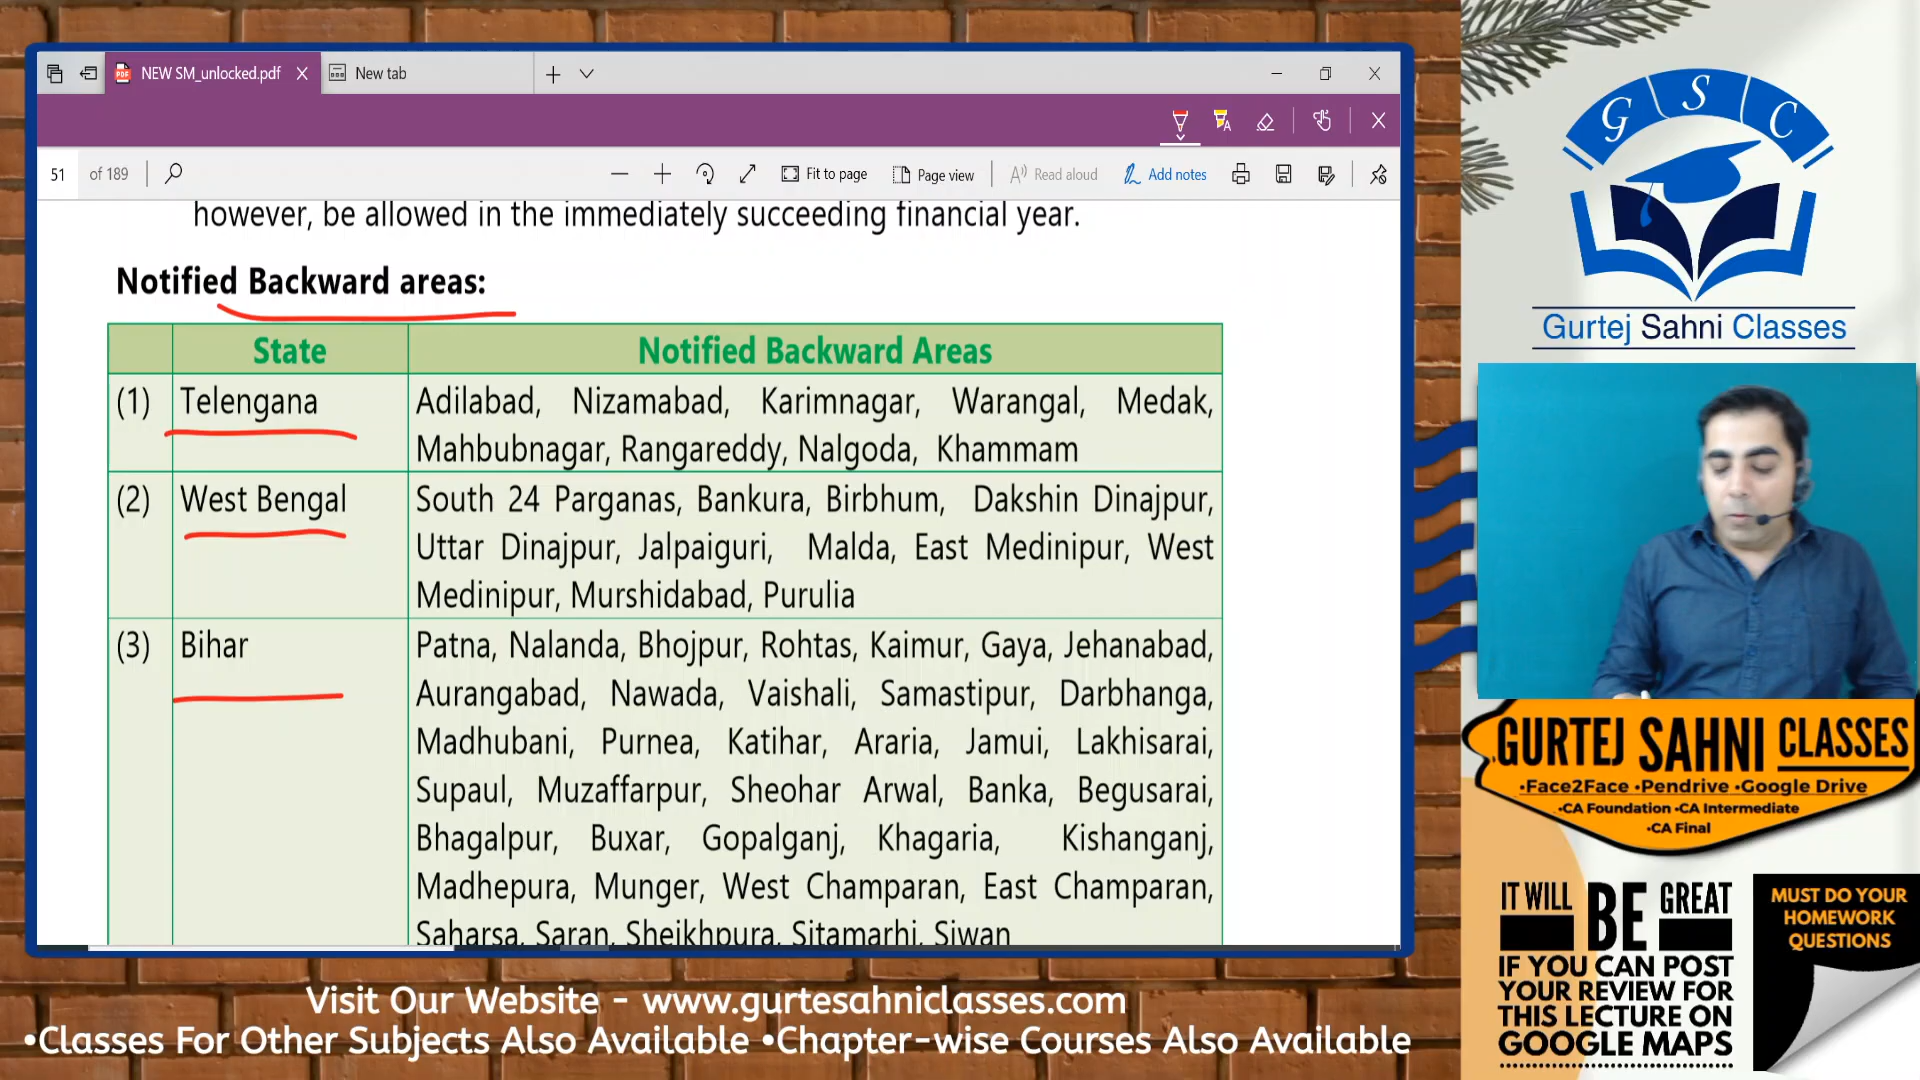 NEW SM_unlocked.pdf
New tab
51 of 189
Fit to page
Page view
Read aloud
Add notes
however, be allowed in the immediately succeeding financial year.
Notified Backward areas:
State Notified Backward Areas
(1) Telengana Adilabad, Nizamabad, Karimnagar, Warangal, Medak,
Mahbubnagar, Rangareddy, Nalgoda, Khammam
(2) West Bengal South 24 Parganas, Bankura, Birbhum, Dakshin Dinajpur,
Uttar Dinajpur, Jalpaiguri, Malda, East Medinipur, West
Medinipur, Murshidabad, Purulia
(3) Bihar Patna, Nalanda, Bhojpur, Rohtas, Kaimur, Gaya, Jehanabad,
Aurangabad, Nawada, Vaishali, Samastipur, Darbhanga,
Madhubani, Purnea, Katihar, Araria, Jamui, Lakhisarai,
Supaul, Muzaffarpur, Sheohar Arwal, Banka, Begusarai,
Bhagalpur, Buxar, Gopalganj, Khagaria, Kishanganj,
Madhepura, Munger, West Champaran, East Champaran,
Saharsa, Saran, Sheikhpura, Sitamarhi, Siwan
G S C
Gurtej Sahni Classes
GURTEJ SAHNI CLASSES
•Face2Face •Pendrive •Google Drive
•CA Foundation •CA Intermediate
•CA Final
IT WILL BE GREAT
IF YOU CAN POST
YOUR REVIEW FOR
THIS LECTURE ON
GOOGLE MAPS
MUST DO YOUR
HOMEWORK
QUESTIONS
Visit Our Website - www.gurtesahniclasses.com
•Classes For Other Subjects Also Available •Chapter-wise Courses Also Available